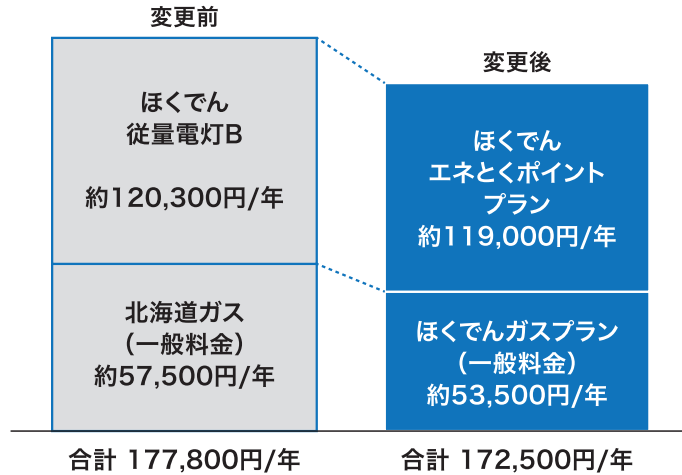 変更前
ほくでん
従量電灯B
約120,300円/年
北海道ガス
（一般料金）
約57,500円/年
合計 177,800円/年
変更後
ほくでん
エネとくポイント
プラン
約119,000円/年
ほくでんガスプラン
（一般料金）
約53,500円/年
合計 172,500円/年